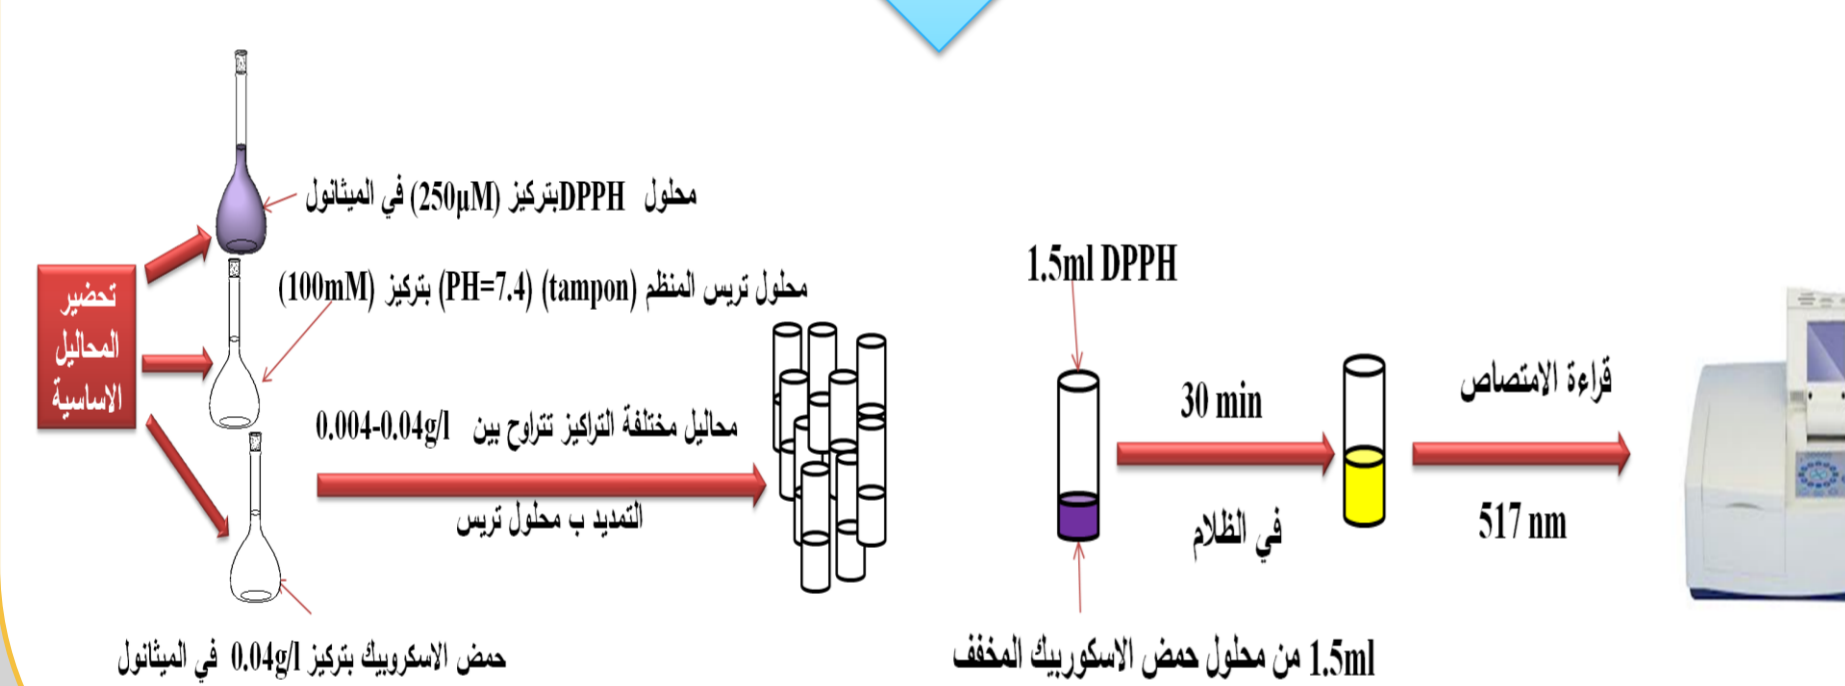 محلول DPPHبتركيز (250µM) في الميثانول
محلول تريس المنظم (tampon) (PH=7.4) بتركيز (100mM)
تحضير
المحاليل
الاساسية
محاليل مختلفة التراكيز تتراوح بين 0.004-0.04g/l
التمديد ب محلول تريس
حمض الاسكروبيك بتركيز 0.04g/l في الميثانول
1.5ml DPPH
1.5ml من محلول حمض الاسكوربيك المخفف
30 min
في الظلام
قراءة الامتصاص
517 nm